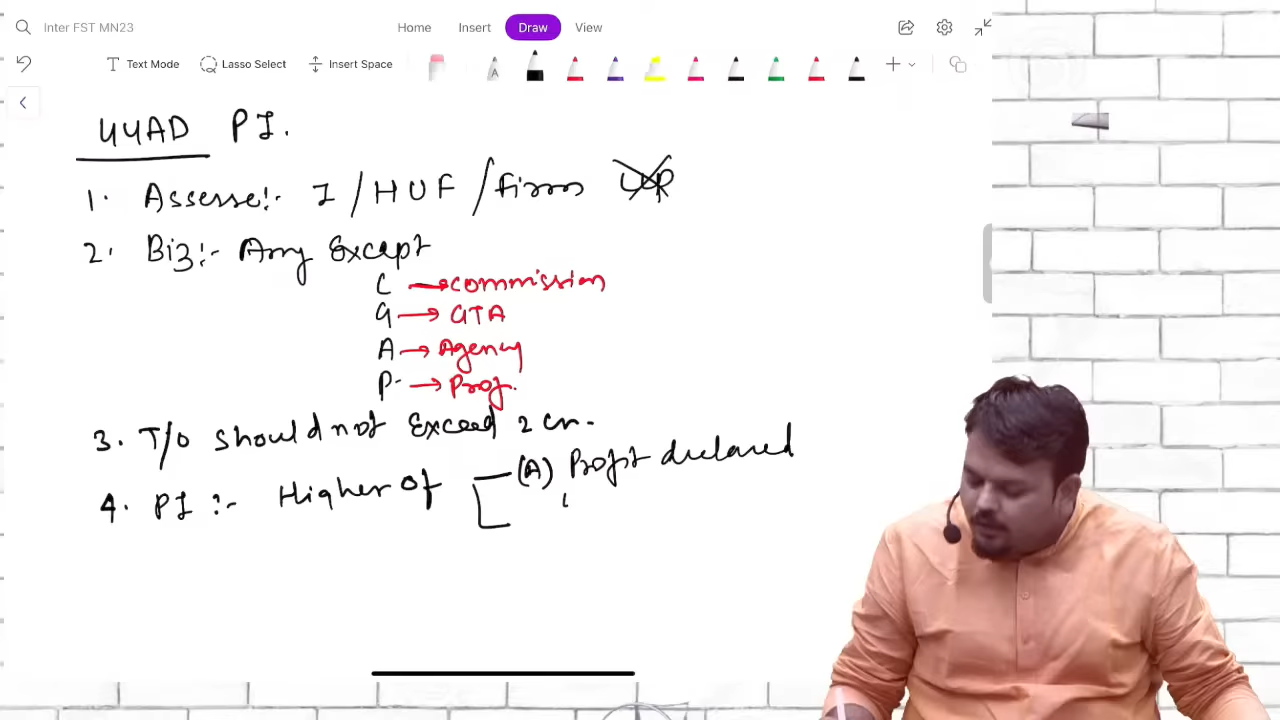 Inter FST MN23
Home Insert Draw View
Text Mode Lasso Select Insert Space
44AD PI.
1. Assesse:- I / HUF / firms
2. Biz:- Any Except
C → commission
G → GTA
A → Agency
P → Prof.
3. T/O should not Exceed 2 cr.
4. PI :- Higher of (A) Profit declared